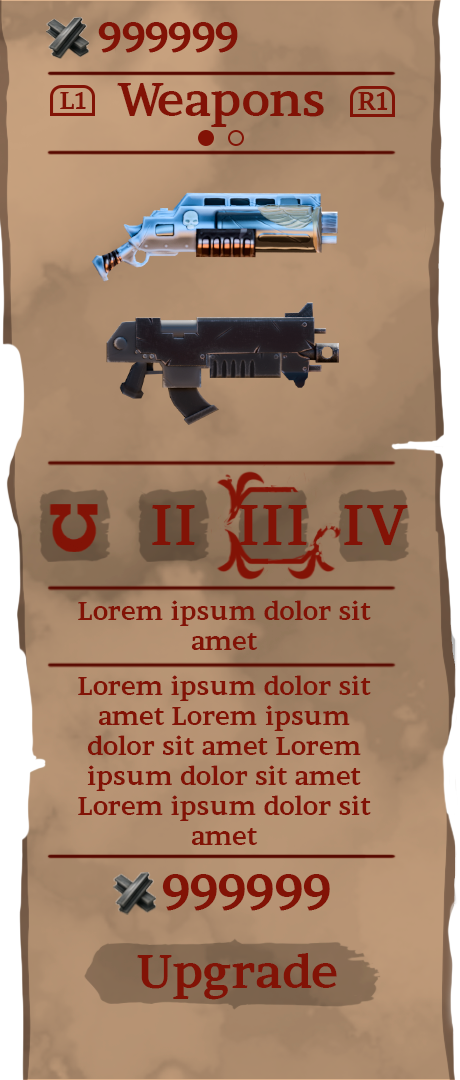 999999
L1 Weapons R1
Ʊ II III IV
Lorem ipsum dolor sit
amet
Lorem ipsum dolor sit
amet Lorem ipsum
dolor sit amet Lorem
ipsum dolor sit amet
Lorem ipsum dolor sit
amet
999999
Upgrade